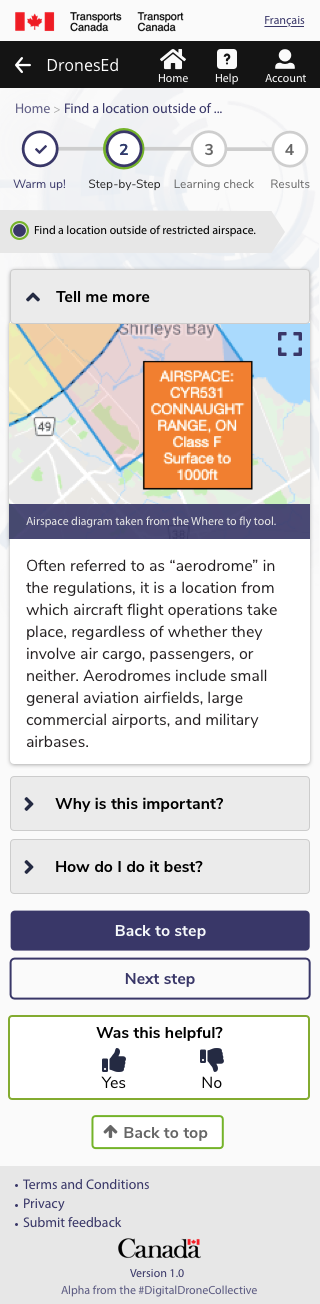 Transports Canada
Transport Canada
Français
DronesEd
Home
Help
Account
Home > Find a location outside of ...
2
3
4
Warm up!
Step-by-Step
Learning check
Results
Find a location outside of restricted airspace.
Tell me more
Shirleys Bay
49
AIRSPACE:
CYR531
CONNAUGHT
RANGE, ON
Class F
Surface to
1000ft
Airspace diagram taken from the Where to fly tool.
Often referred to as “aerodrome” in
the regulations, it is a location from
which aircraft flight operations take
place, regardless of whether they
involve air cargo, passengers, or
neither. Aerodromes include small
general aviation airfields, large
commercial airports, and military
airbases.
Why is this important?
How do I do it best?
Back to step
Next step
Was this helpful?
Yes
No
Back to top
• Terms and Conditions
• Privacy
• Submit feedback
Canada
Version 1.0
Alpha from the #DigitalDroneCollective